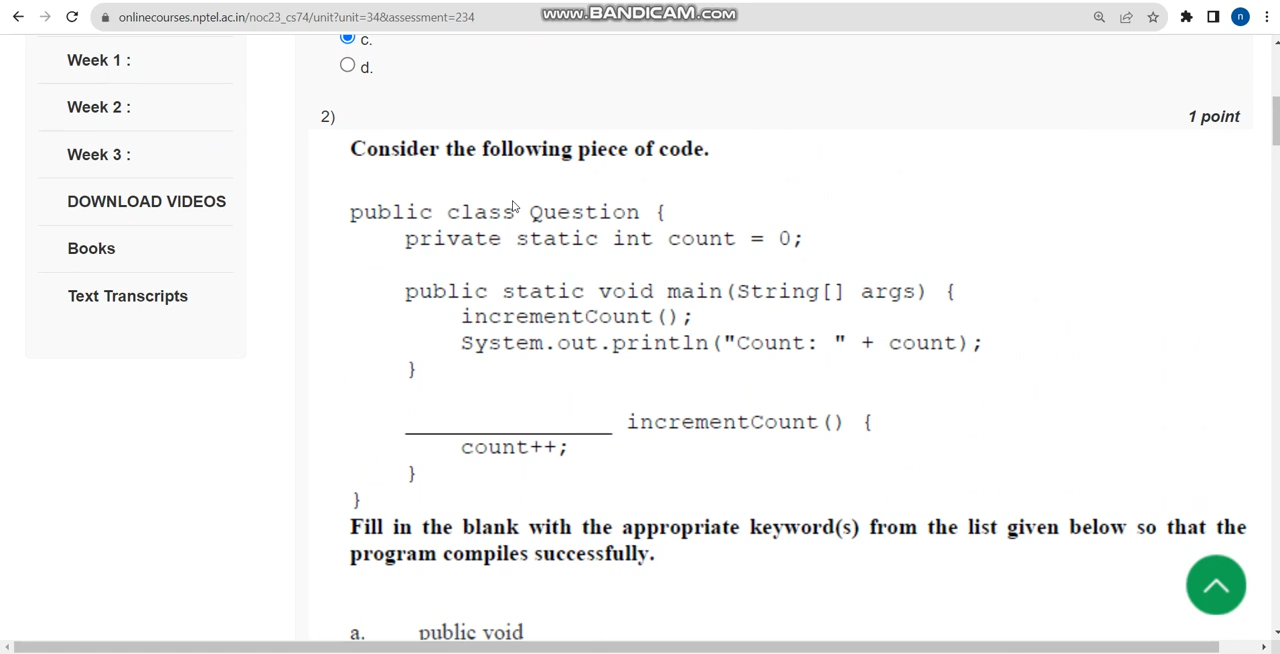 onlinecourses.nptel.ac.in/noc23_cs74/unit?unit=34&assessment=234
www.BANDICAM.com
n
Week 1 :
Week 2 :
Week 3 :
DOWNLOAD VIDEOS
Books
Text Transcripts
c.
d.
2)
1 point
Consider the following piece of code.
public class Question {
private static int count = 0;
public static void main(String[] args) {
incrementCount();
System.out.println("Count: " + count);
}
_______________ incrementCount() {
count++;
}
}
Fill in the blank with the appropriate keyword(s) from the list given below so that the
program compiles successfully.
a. public void